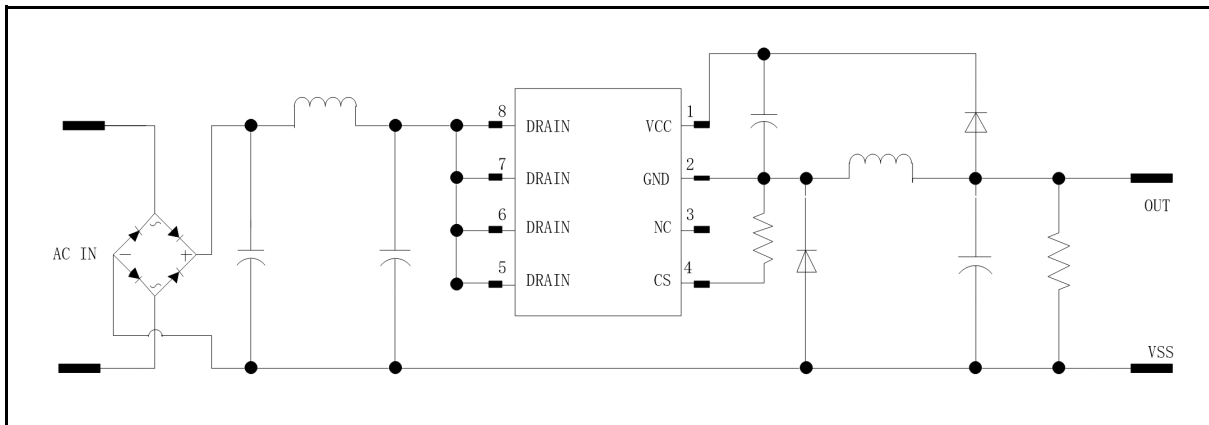 8 DRAIN VCC 1
7 DRAIN GND 2
6 DRAIN NC 3
5 DRAIN CS 4
AC IN
OUT
VSS